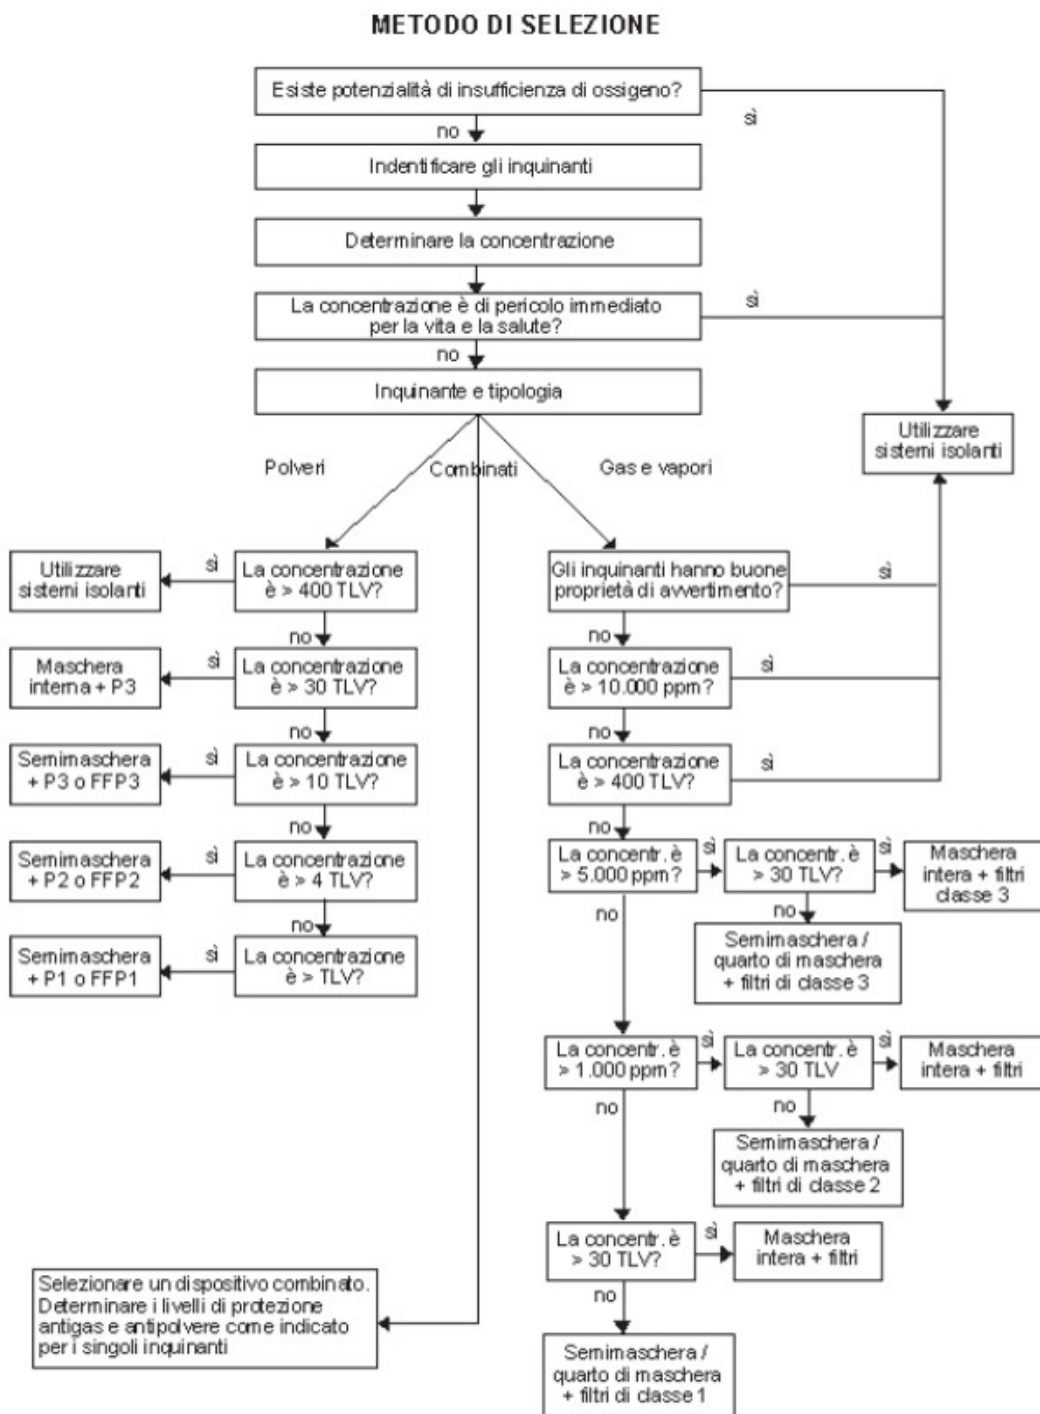 METODO DI SELEZIONE
Esiste potenzialità di insufficienza di ossigeno?
sì
no
Indentificare gli inquinanti
Determinare la concentrazione
La concentrazione è di pericolo immediato
per la vita e la salute?
sì
no
Inquinante e tipologia
Utilizzare
sistemi isolanti
Polveri
Combinati
Gas e vapori
Utilizzare
sistemi isolanti
sì
La concentrazione
è > 400 TLV?
no
Maschera
interna + P3
sì
La concentrazione
è > 30 TLV?
no
Semimaschera
+ P3 o FFP3
sì
La concentrazione
è > 10 TLV?
no
Semimaschera
+ P2 o FFP2
sì
La concentrazione
è > 4 TLV?
no
Semimaschera
+ P1 o FFP1
sì
La concentrazione
è > TLV?
Gli inquinanti hanno buone
proprietà di avvertimento?
sì
no
La concentrazione
è > 10.000 ppm?
sì
no
La concentrazione
è > 400 TLV?
sì
no
La concentr. è
> 5.000 ppm?
sì
La concentr. è
> 30 TLV?
sì
Maschera
intera + filtri
classe 3
no
no
Semimaschera /
quarto di maschera
+ filtri di classe 3
La concentr. è
> 1.000 ppm?
sì
La concentr. è
> 30 TLV
sì
Maschera
intera + filtri
no
no
Semimaschera /
quarto di maschera
+ filtri di classe 2
La concentr. è
> 30 TLV?
sì
Maschera
intera + filtri
no
Semimaschera /
quarto di maschera
+ filtri di classe 1
Selezionare un dispositivo combinato.
Determinare i livelli di protezione
antigas e antipolvere come indicato
per i singoli inquinanti